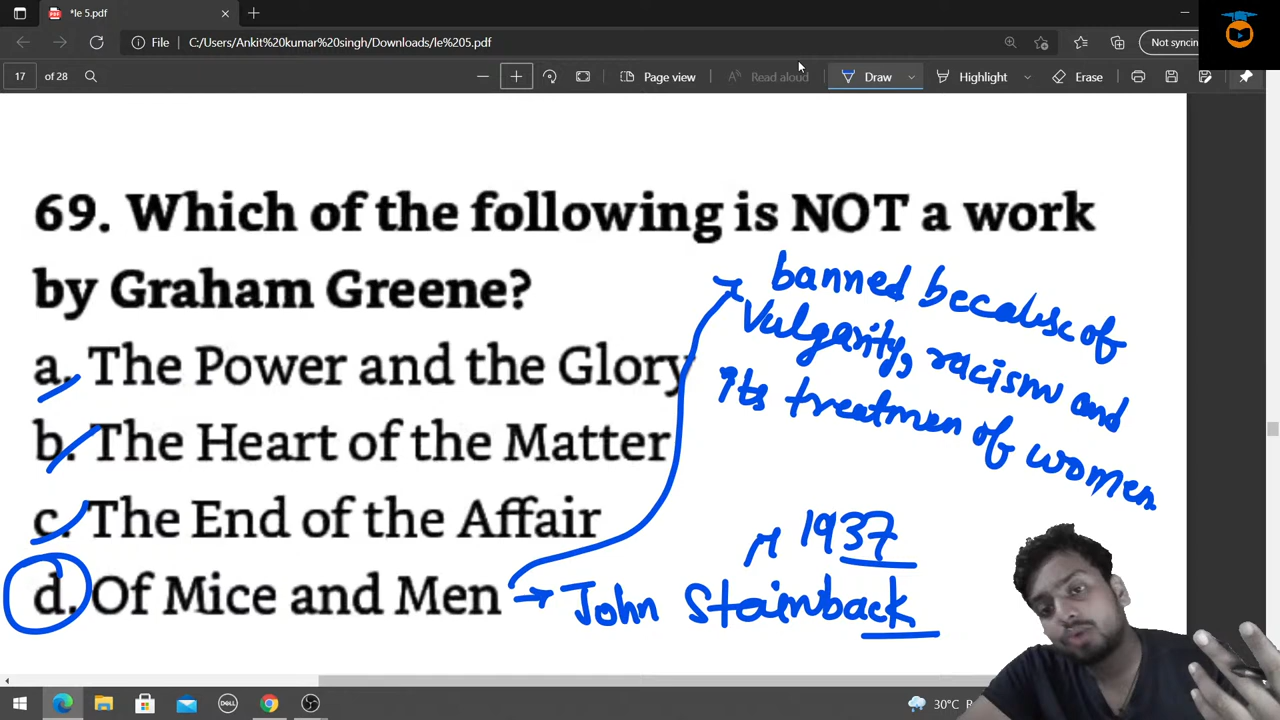 *le 5.pdf
File C:/Users/Ankit%20kumar%20singh/Downloads/le%205.pdf
Not syncin
17 of 28
Page view
Read aloud
Draw
Highlight
Erase
69. Which of the following is NOT a work
by Graham Greene?
a. The Power and the Glory
b. The Heart of the Matter
c. The End of the Affair
d. Of Mice and Men
banned because of
Vulgarity, racism and
its treatmen of women
1937
John Stainback
DELL
30°C